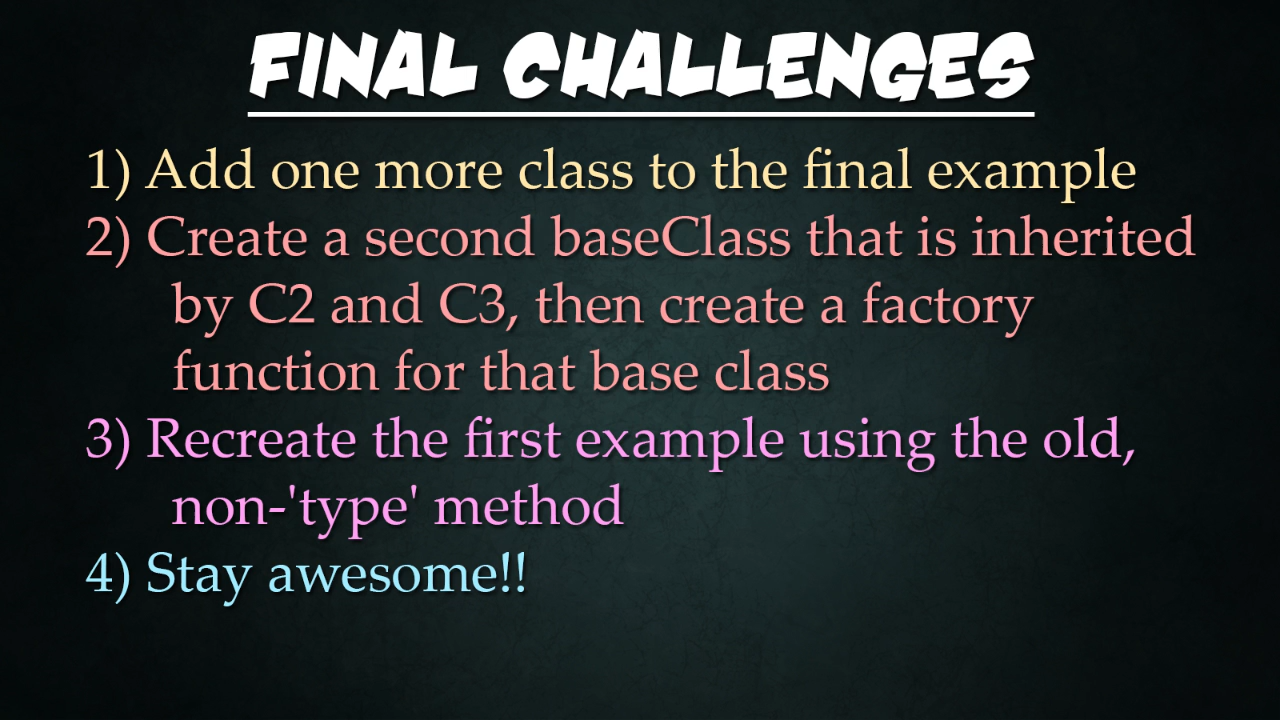 FINAL CHALLENGES
1) Add one more class to the final example
2) Create a second baseClass that is inherited
by C2 and C3, then create a factory
function for that base class
3) Recreate the first example using the old,
non-'type' method
4) Stay awesome!!